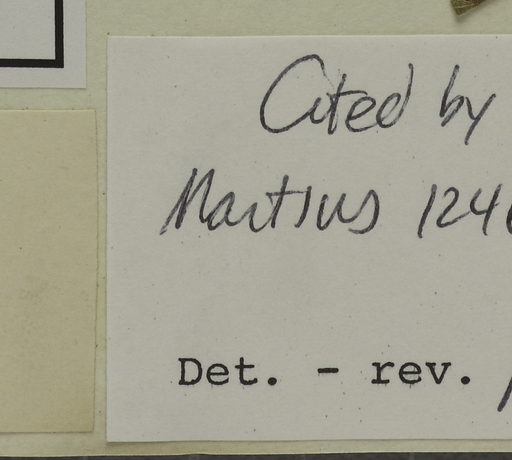 Cited by
Martius 124
Det. - rev.